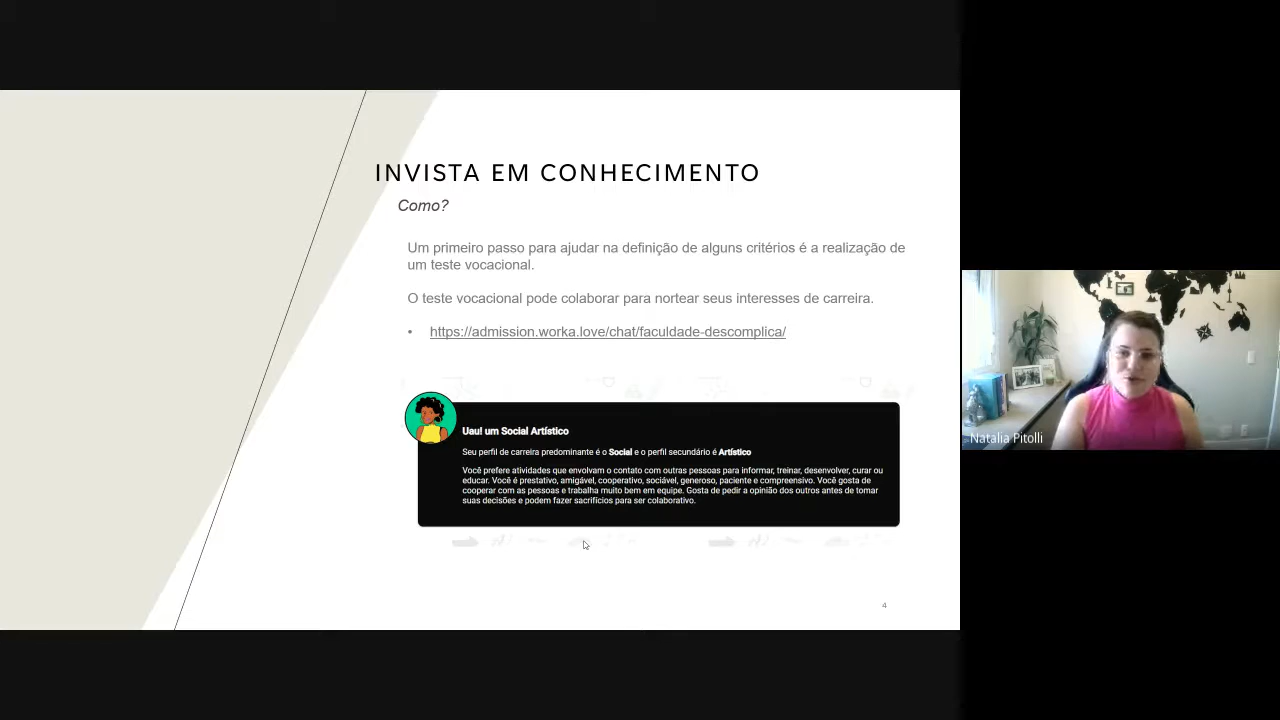 INVISTA EM CONHECIMENTO
Como?
Um primeiro passo para ajudar na definição de alguns critérios é a realização de
um teste vocacional.
O teste vocacional pode colaborar para nortear seus interesses de carreira.
• https://admission.worka.love/chat/faculdade-descomplica/
Uau! um Social Artístico
Seu perfil de carreira predominante é o Social e o perfil secundário é Artístico
Você prefere atividades que envolvam o contato com outras pessoas para informar, treinar, desenvolver, curar ou
educar. Você é prestativo, amigável, cooperativo, sociável, generoso, paciente e compreensivo. Você gosta de
cooperar com as pessoas e trabalha muito bem em equipe. Gosta de pedir a opinião dos outros antes de tomar
suas decisões e podem fazer sacrifícios para ser colaborativo.
4
Natalia Pitolli